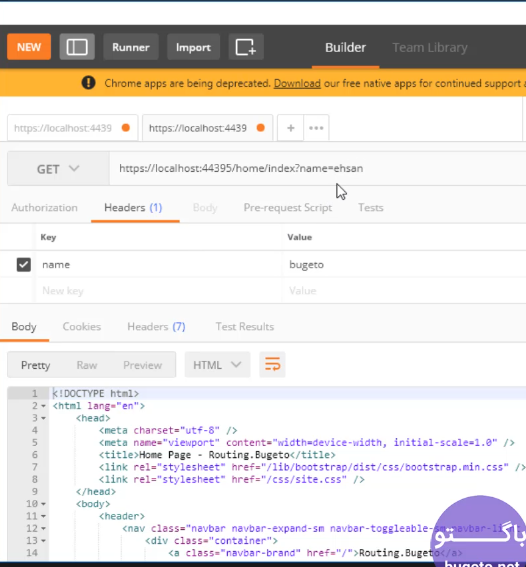 NEW Runner Import Builder Team Library
Chrome apps are being deprecated. Download our free native apps for continued support a
https://localhost:4439 https://localhost:4439 + •••
GET https://localhost:44395/home/index?name=ehsan
Authorization Headers (1) Body Pre-request Script Tests
Key Value
name bugeto
New key Value
Body Cookies Headers (7) Test Results
Pretty Raw Preview HTML
1 <!DOCTYPE html>
2 <html lang="en">
3 <head>
4 <meta charset="utf-8" />
5 <meta name="viewport" content="width=device-width, initial-scale=1.0" />
6 <title>Home Page - Routing.Bugeto</title>
7 <link rel="stylesheet" href="/lib/bootstrap/dist/css/bootstrap.min.css" />
8 <link rel="stylesheet" href="/css/site.css" />
9 </head>
10 <body>
11 <header>
12 <nav class="navbar navbar-expand-sm navbar-toggleable-sm navbar-li
13 <div class="container">
14 <a class="navbar-brand" href="/">Routing.Bugeto</a>
باگتو
bugeto.net